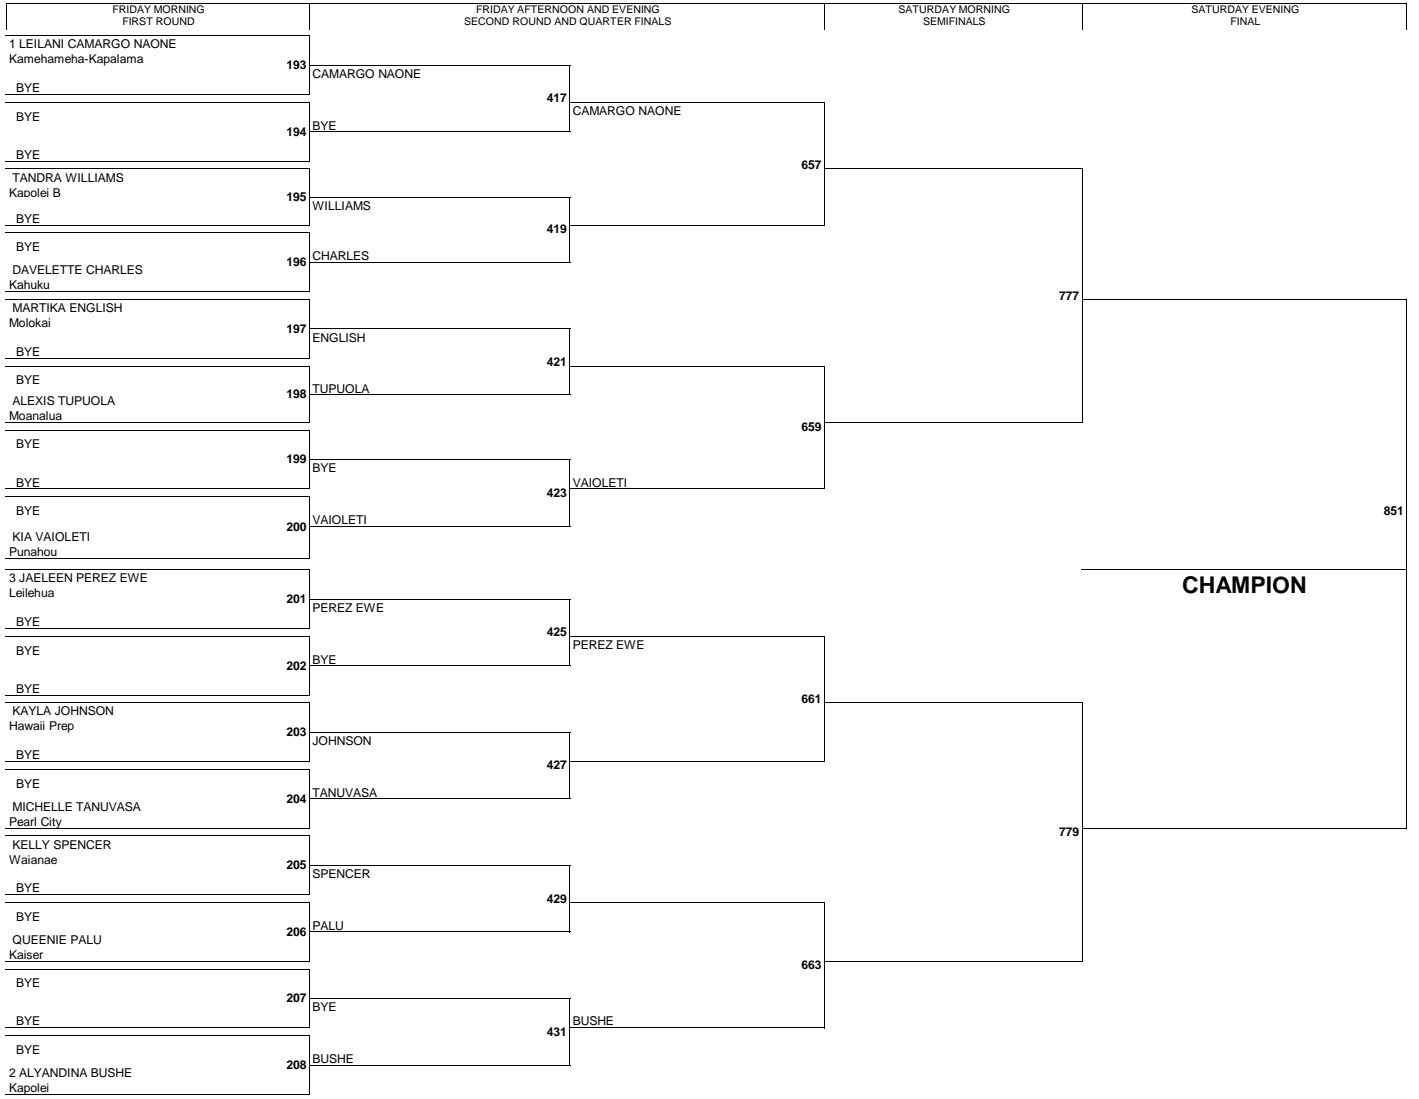 FRIDAY MORNING
FIRST ROUND
FRIDAY AFTERNOON AND EVENING
SECOND ROUND AND QUARTER FINALS
SATURDAY MORNING
SEMIFINALS
SATURDAY EVENING
FINAL
1 LEILANI CAMARGO NAONE
Kamehameha-Kapalama
193
BYE
CAMARGO NAONE
417
BYE
194
BYE
BYE
CAMARGO NAONE
657
TANDRA WILLIAMS
Kapolei B
195
BYE
WILLIAMS
419
BYE
196
DAVELETTE CHARLES
Kahuku
CHARLES
777
MARTIKA ENGLISH
Molokai
197
BYE
ENGLISH
421
BYE
198
ALEXIS TUPUOLA
Moanalua
TUPUOLA
659
BYE
199
BYE
BYE
423
VAIOLETI
BYE
200
KIA VAIOLETI
Punahou
VAIOLETI
851
CHAMPION
3 JAELEEN PEREZ EWE
Leilehua
201
BYE
PEREZ EWE
425
BYE
202
BYE
BYE
PEREZ EWE
661
KAYLA JOHNSON
Hawaii Prep
203
BYE
JOHNSON
427
BYE
204
MICHELLE TANUVASA
Pearl City
TANUVASA
779
KELLY SPENCER
Waianae
205
BYE
SPENCER
429
BYE
206
QUEENIE PALU
Kaiser
PALU
663
BYE
207
BYE
BYE
431
BUSHE
BYE
208
2 ALYANDINA BUSHE
Kapolei
BUSHE